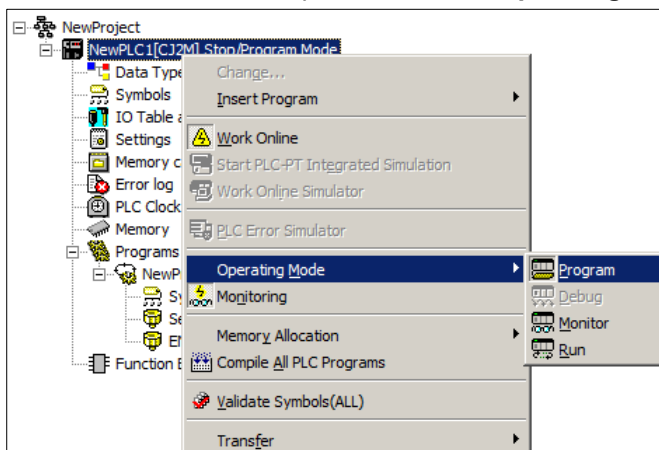 NewProject
NewPLC1[CJ2M] Stop/Program Mode
Data Type
Symbols
IO Table
Settings
Memory c
Error log
PLC Clock
Memory
Programs
NewP
Sy
Se
EN
Function
Change...
Insert Program
Work Online
Start PLC-PT Integrated Simulation
Work Online Simulator
PLC Error Simulator
Operating Mode
Monitoring
Memory Allocation
Compile All PLC Programs
Validate Symbols(ALL)
Transfer
Program
Debug
Monitor
Run